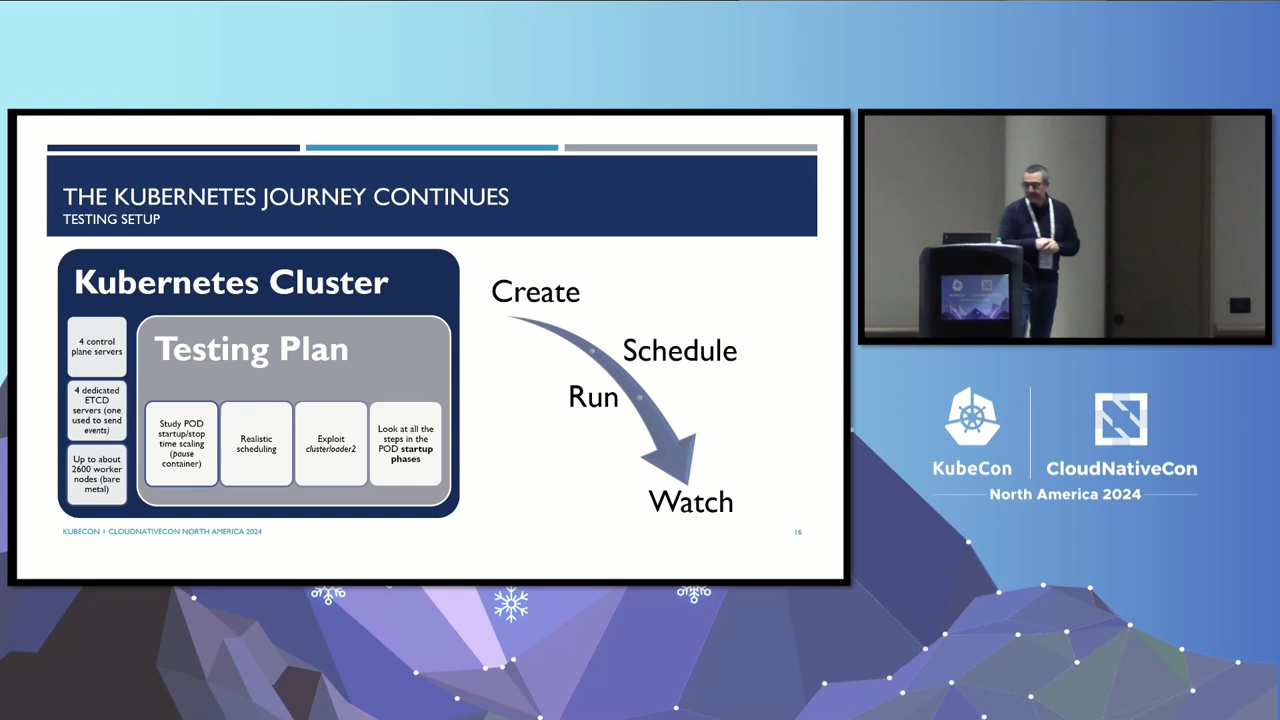 THE KUBERNETES JOURNEY CONTINUES
TESTING SETUP
Kubernetes Cluster
4 control
plane servers
4 dedicated
ETCD
servers (one
used to send
events)
Up to about
2600 worker
nodes (bare
metal)
Testing Plan
Study POD
startup/stop
time scaling
(pause
container)
Realistic
scheduling
Exploit
clusterloader2
Look at all the
steps in the
POD startup
phases
Create
Schedule
Run
Watch
KUBECON + CLOUDNATIVECON NORTH AMERICA 2024
16
KubeCon
CloudNativeCon
North America 2024